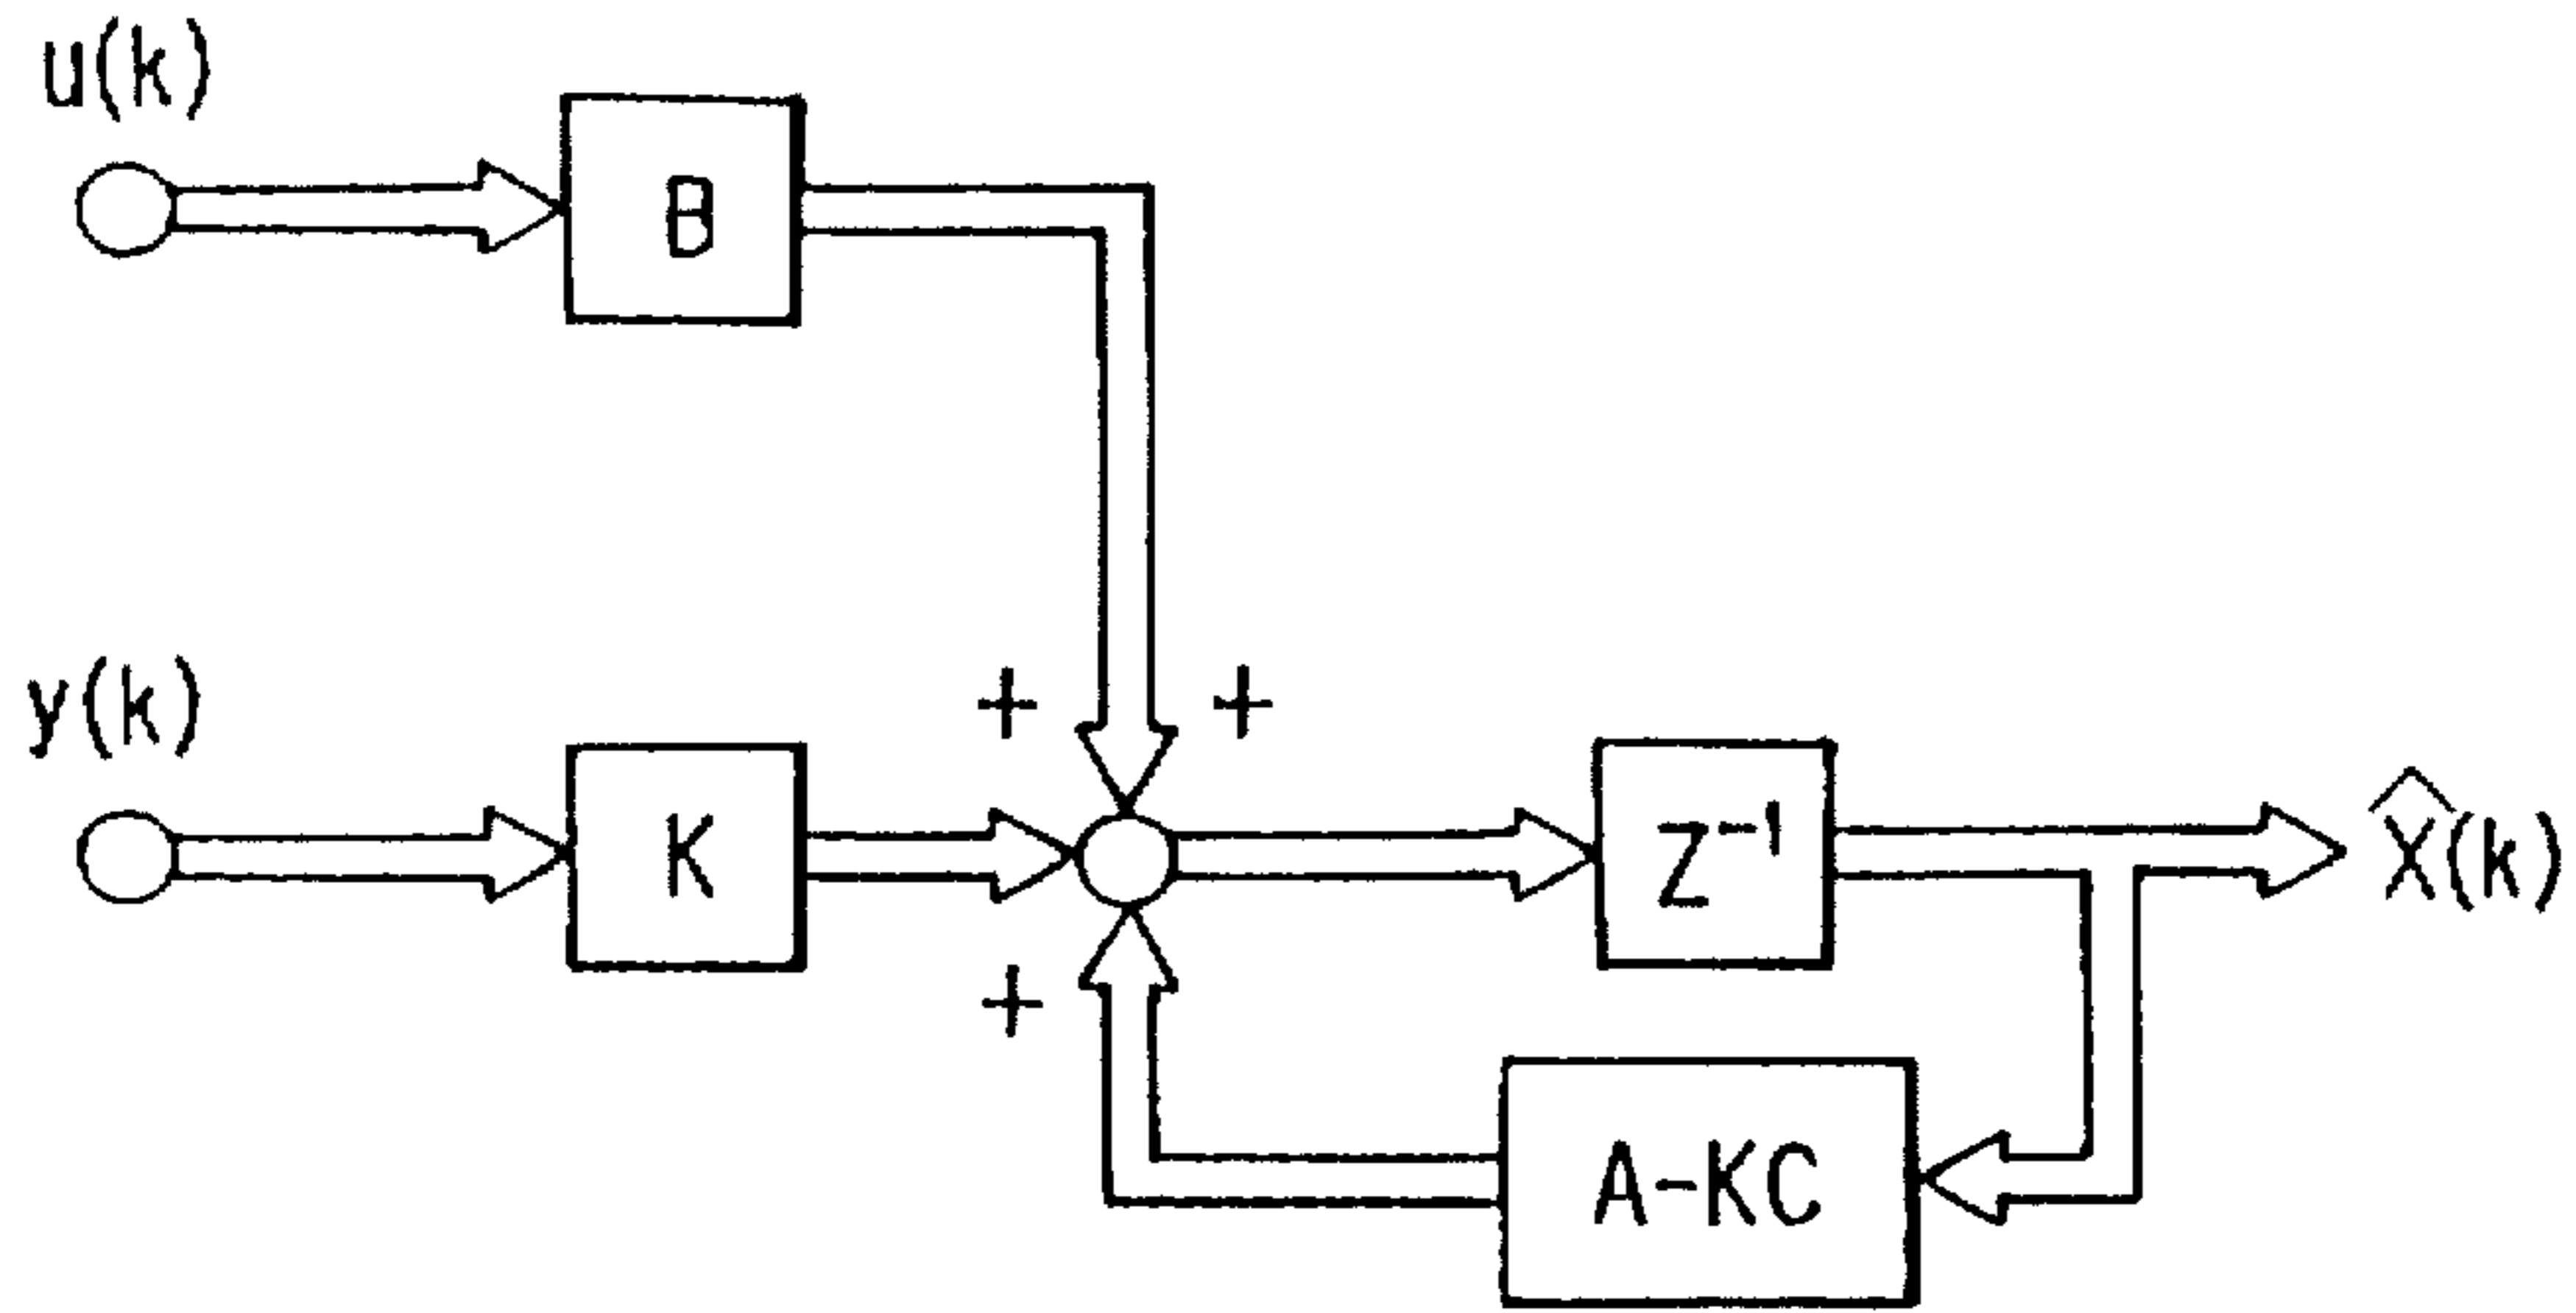 u(k)
B
y(k)
+ +
K
Z⁻¹
X̂(k)
+
A-KC